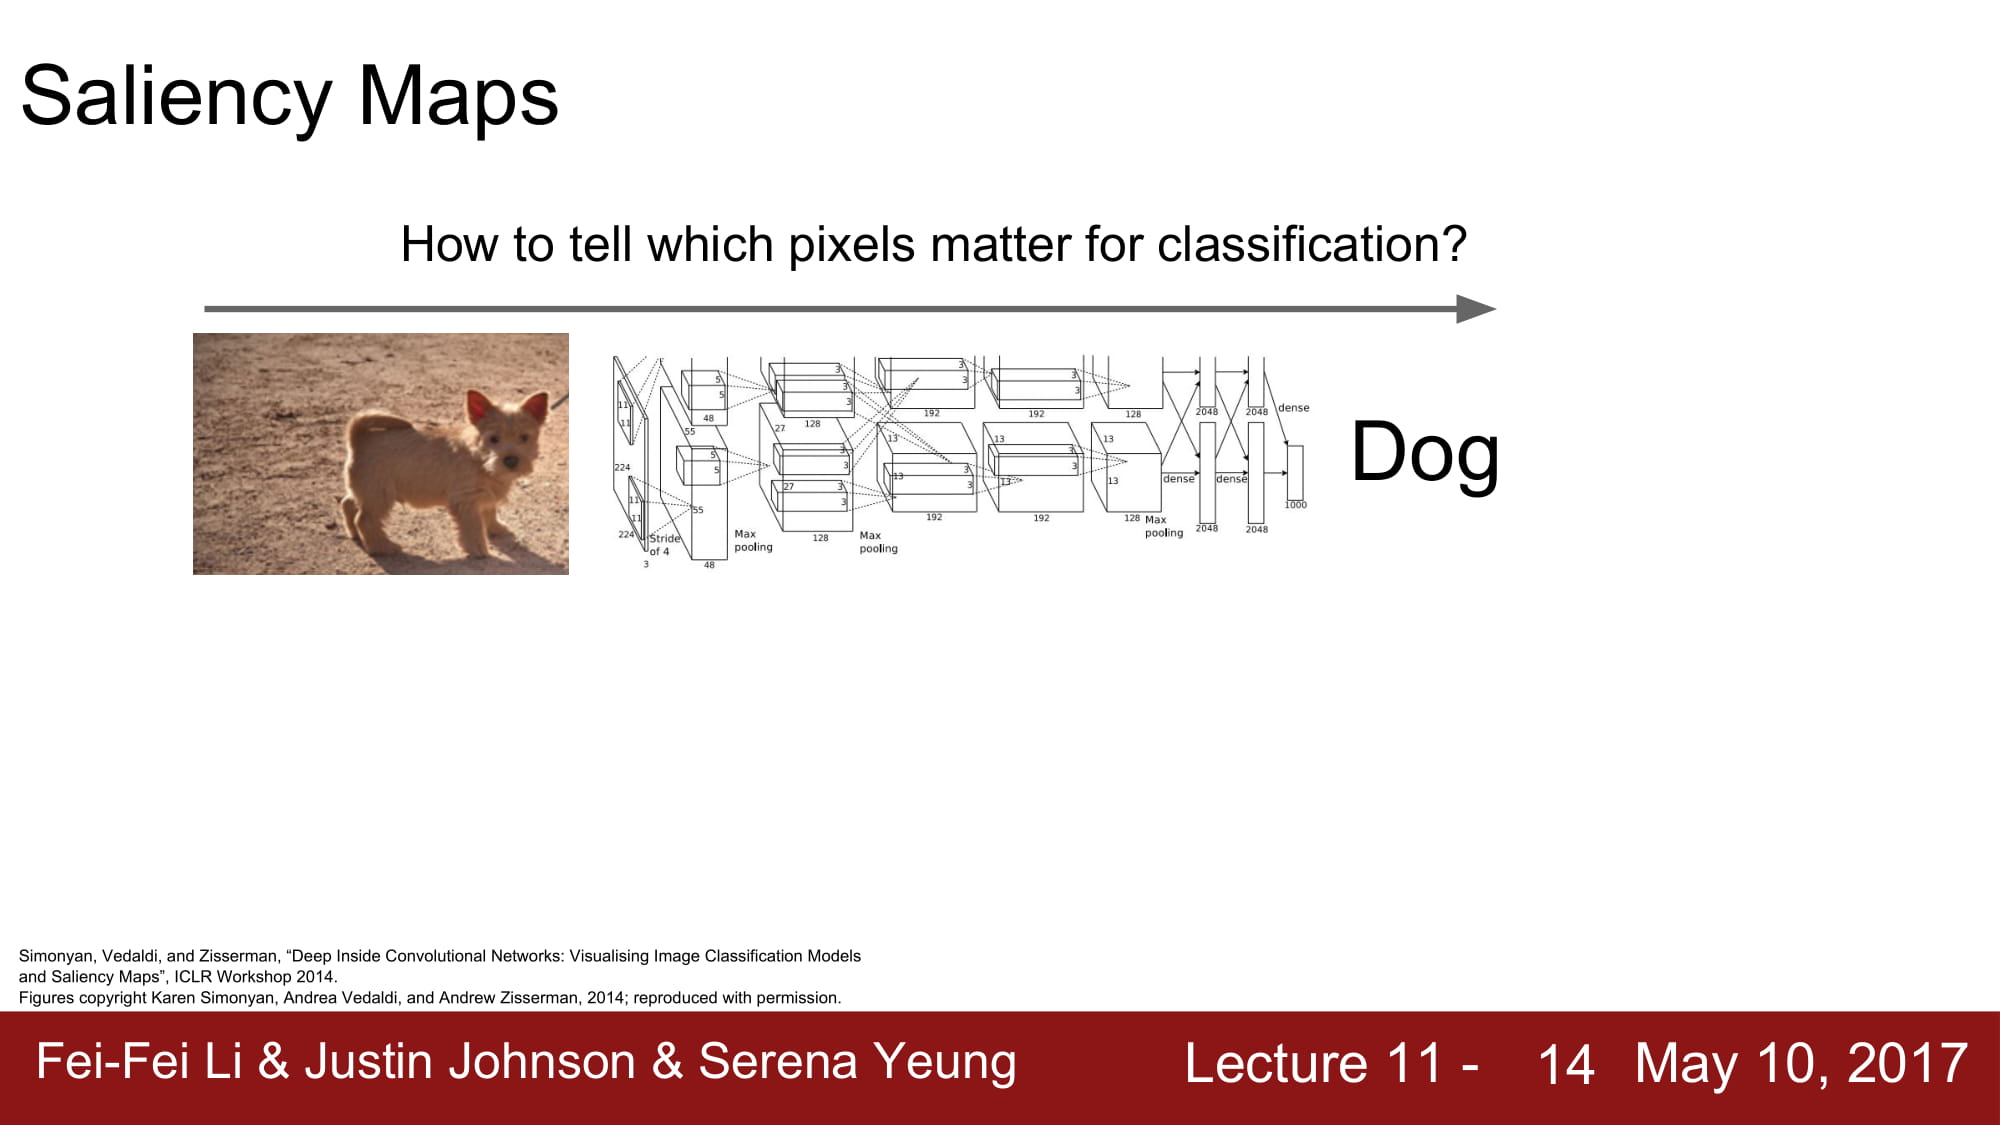 Saliency Maps
How to tell which pixels matter for classification?
11
11
224
11
11
224
3
Stride
of 4
5
5
48
55
5
5
55
48
Max
pooling
3
3
3
128
27
3
3
27
3
3
128
Max
pooling
3
3
192
13
3
13
3
192
3
3
192
13
3
3
13
192
128
13
13
128
Max
pooling
2048
2048
dense
dense
dense
2048
2048
1000
Dog
Simonyan, Vedaldi, and Zisserman, “Deep Inside Convolutional Networks: Visualising Image Classification Models
and Saliency Maps”, ICLR Workshop 2014.
Figures copyright Karen Simonyan, Andrea Vedaldi, and Andrew Zisserman, 2014; reproduced with permission.
Fei-Fei Li & Justin Johnson & Serena Yeung
Lecture 11 - 14 May 10, 2017